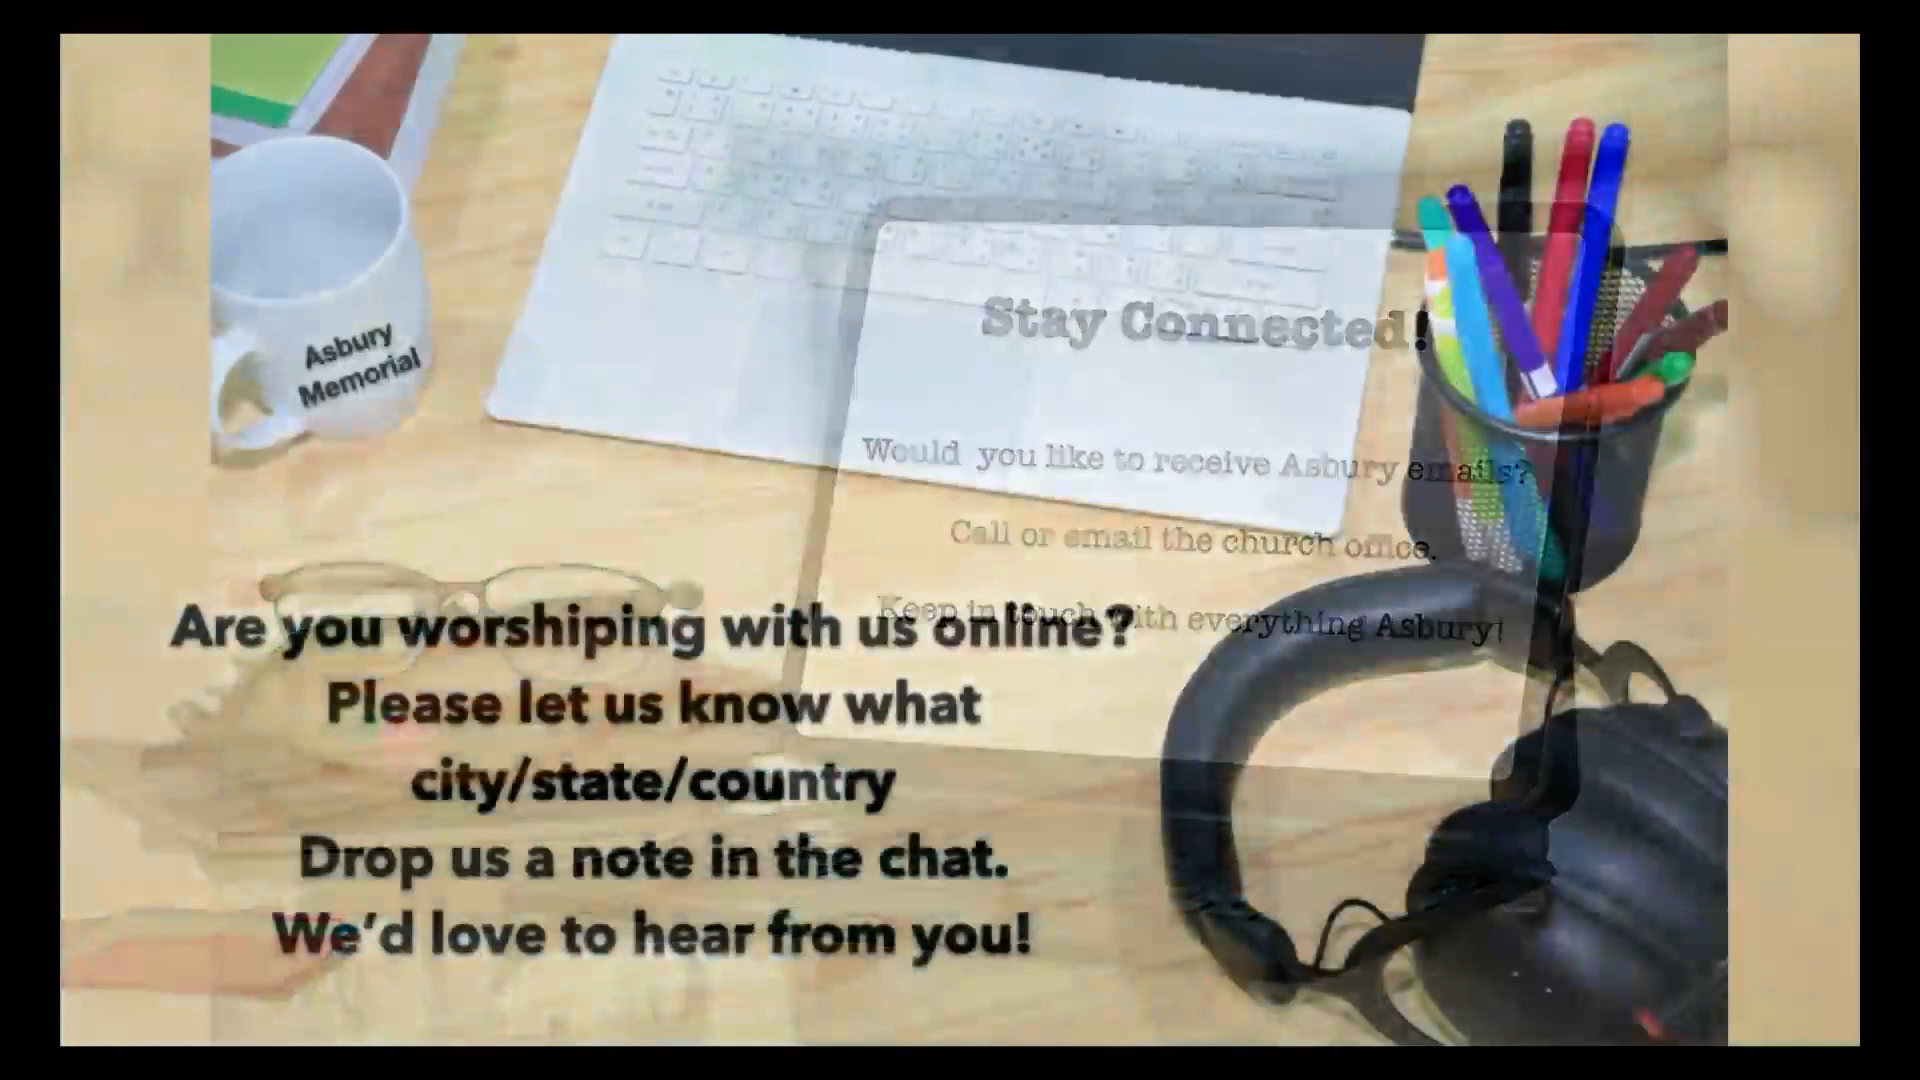 Asbury
Memorial
Stay Connected!
Would you like to receive Asbury emails?
Call or email the church office.
Keep in touch with everything Asbury!
Are you worshiping with us online?
Please let us know what
city/state/country
Drop us a note in the chat.
We'd love to hear from you!